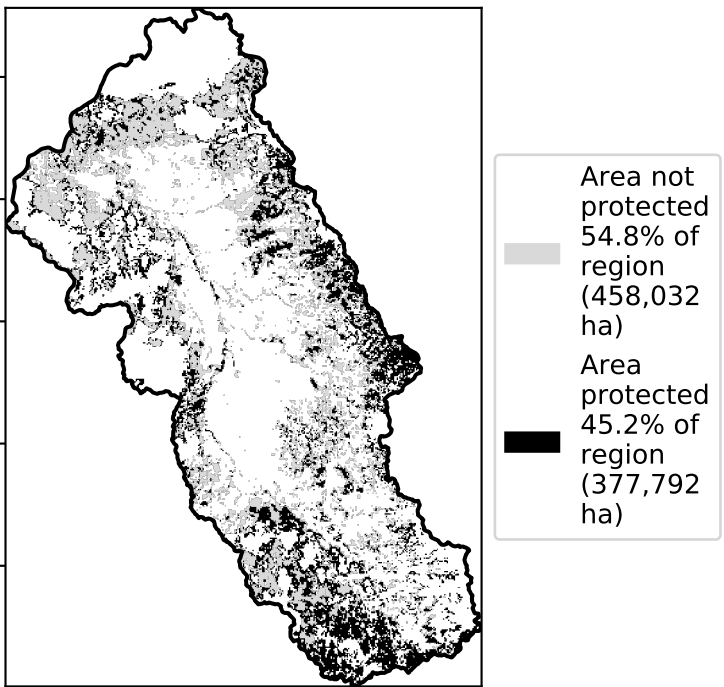 Area not
protected
54.8% of
region
(458,032
ha)
Area
protected
45.2% of
region
(377,792
ha)